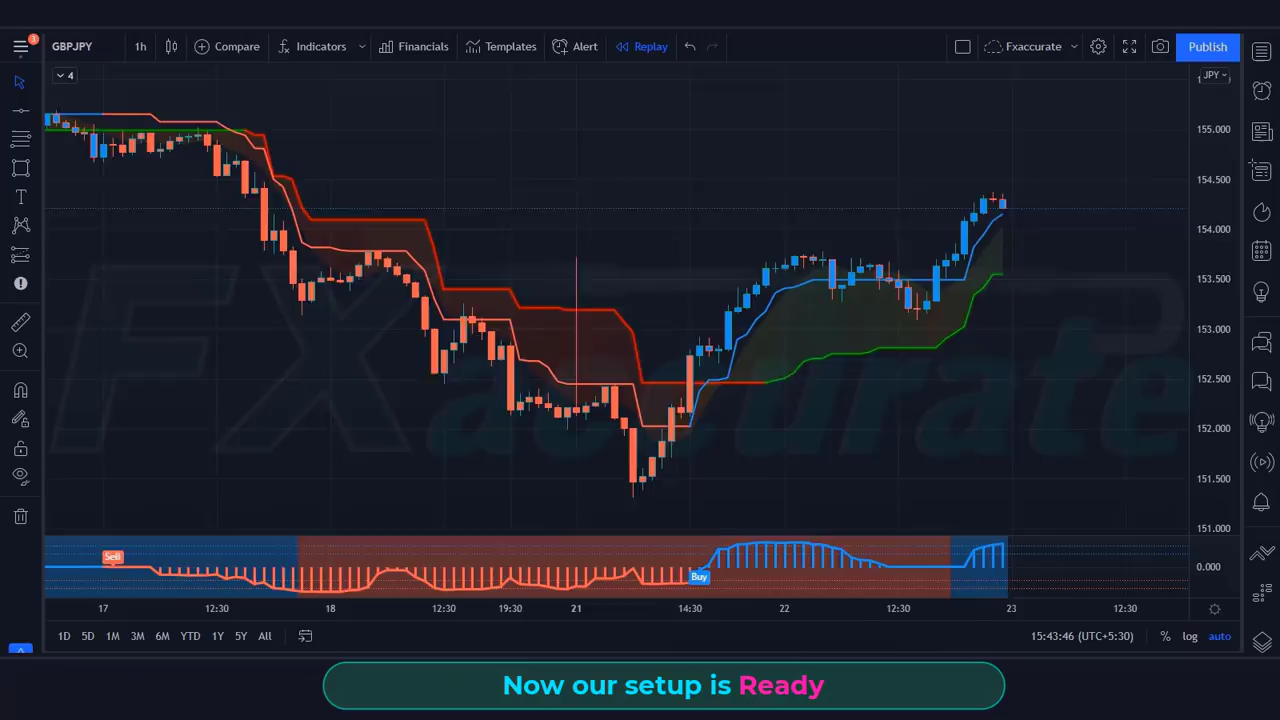 3
GBPJPY
1h
Compare
Indicators
Financials
Templates
Alert
Replay
Fxaccurate
Publish
4
JPY
155.000
154.500
154.000
153.500
153.000
152.500
152.000
151.500
151.000
FX
accurate
Sell
Buy
0.000
17
12:30
18
12:30
19:30
21
14:30
22
12:30
23
12:30
1D
5D
1M
3M
6M
YTD
1Y
5Y
All
15:43:46 (UTC+5:30)
%
log
auto
Now our setup is Ready